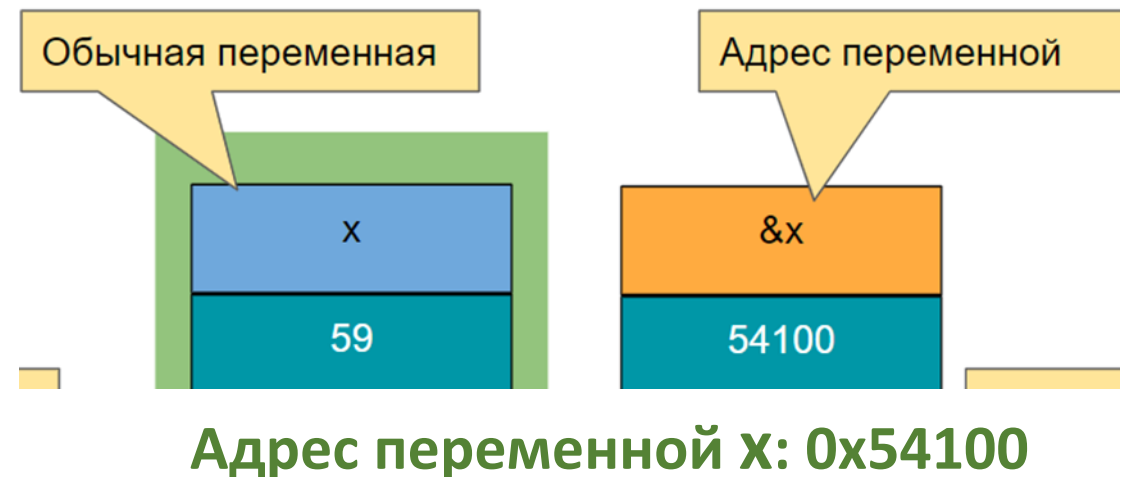 Обычная переменная
Адрес переменной
x
&x
59
54100
Адрес переменной x: 0x54100